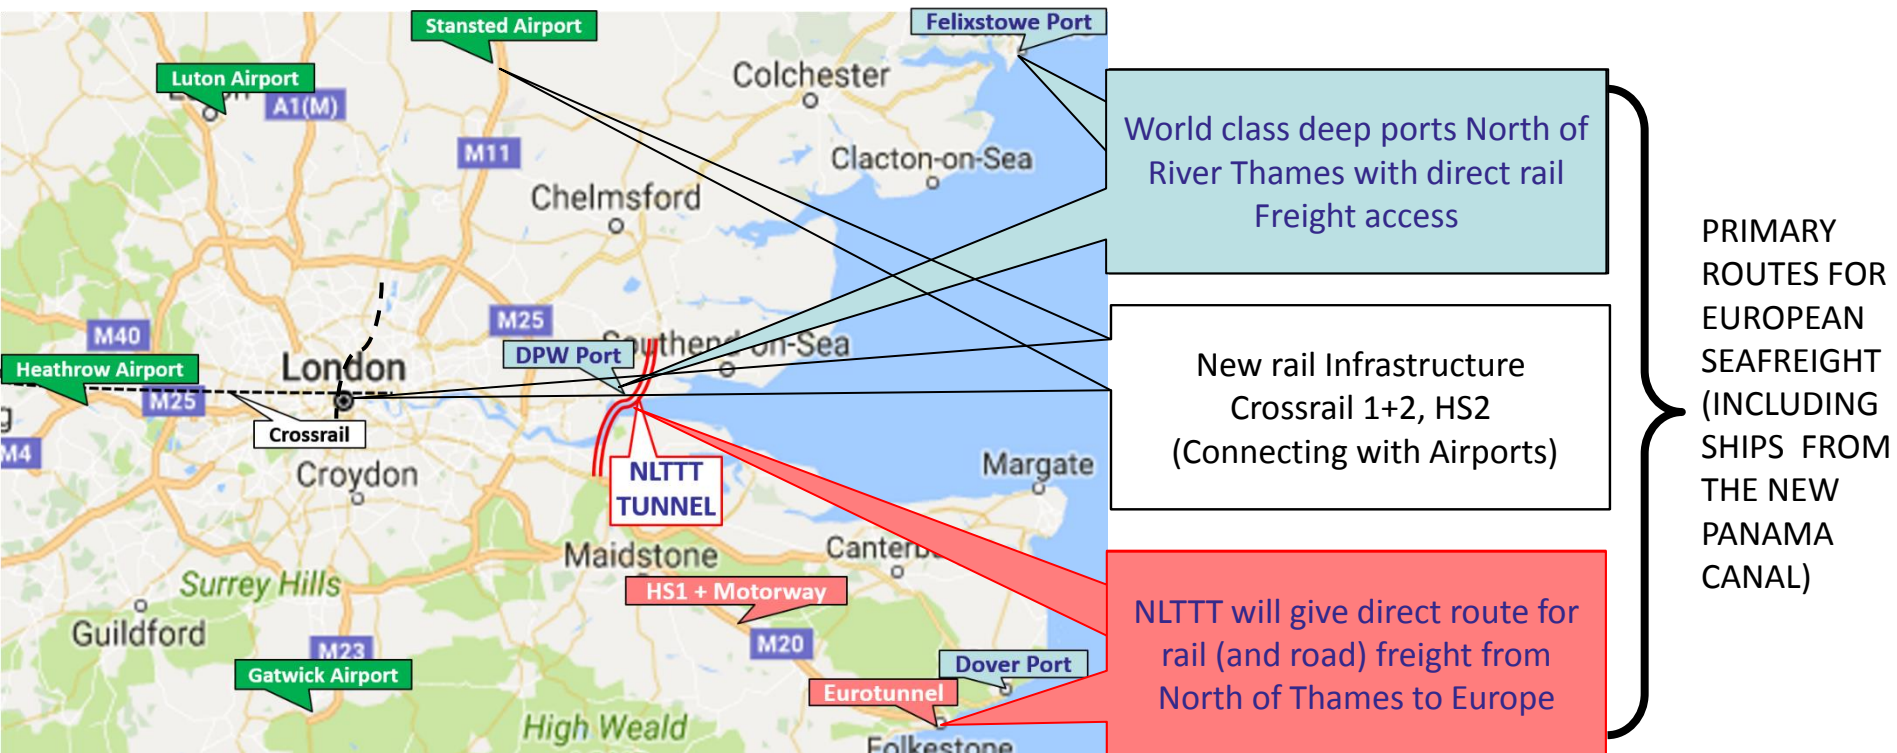 Stansted Airport
Felixstowe Port
Luton Airport
A1(M)
Colchester
M11
Clacton-on-Sea
Chelmsford
World class deep ports North of
River Thames with direct rail
Freight access
M40
M25
Southend-on-Sea
DPW Port
London
Heathrow Airport
M25
Crossrail
M4
Croydon
NLTTT
TUNNEL
Margate
New rail Infrastructure
Crossrail 1+2, HS2
(Connecting with Airports)
Maidstone
Surrey Hills
HS1 + Motorway
Guildford
M23
M20
Gatwick Airport
Dover Port
Eurotunnel
High Weald
Folkestone
NLTTT will give direct route for
rail (and road) freight from
North of Thames to Europe
PRIMARY
ROUTES FOR
EUROPEAN
SEAFREIGHT
(INCLUDING
SHIPS FROM
THE NEW
PANAMA
CANAL)